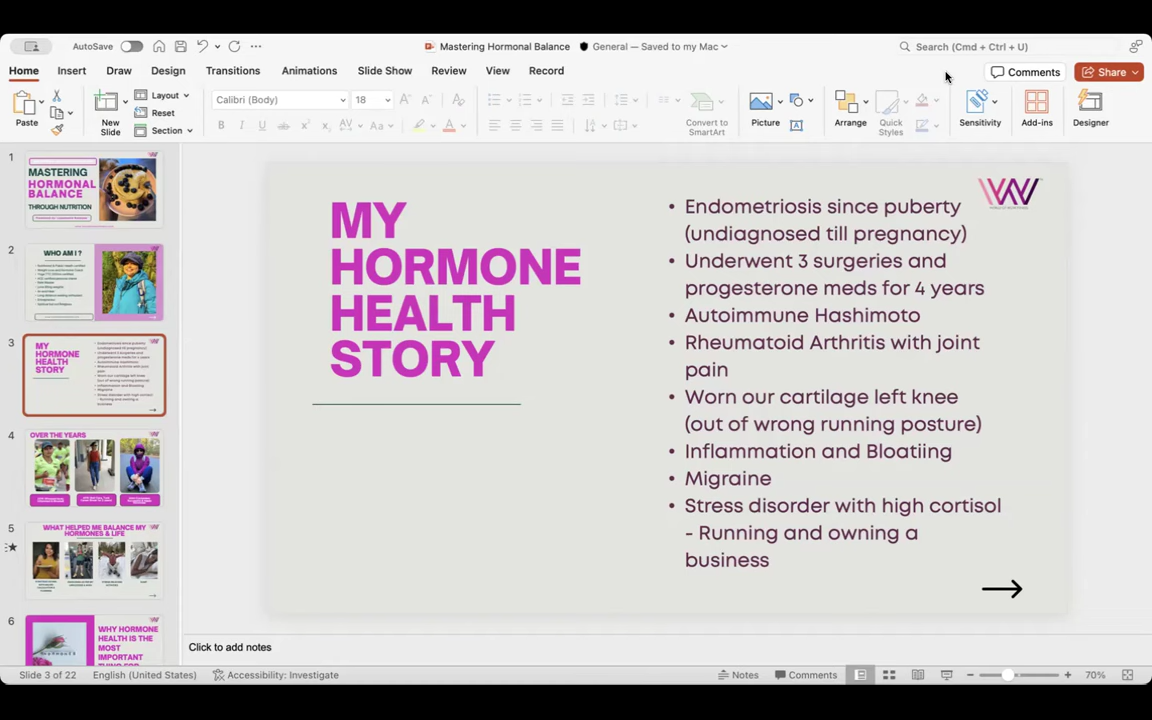 AutoSave
Mastering Hormonal Balance
General — Saved to my Mac
Search (Cmd + Ctrl + U)
Home
Insert
Draw
Design
Transitions
Animations
Slide Show
Review
View
Record
Comments
Share
Paste
New
Slide
Layout
Reset
Section
Calibri (Body)
18
Convert to
SmartArt
Picture
Arrange
Quick
Styles
Sensitivity
Add-ins
Designer
1
MASTERING
HORMONAL
BALANCE
THROUGH NUTRITION
2
WHO AM I ?
3
MY
HORMONE
HEALTH
STORY
4
OVER THE YEARS
5
WHAT HELPED ME BALANCE MY
HORMONES & LIFE
6
WHY HORMONE
HEALTH IS THE
MOST
IMPORTANT
MY
HORMONE
HEALTH
STORY
• Endometriosis since puberty
(undiagnosed till pregnancy)
• Underwent 3 surgeries and
progesterone meds for 4 years
• Autoimmune Hashimoto
• Rheumatoid Arthritis with joint
pain
• Worn our cartilage left knee
(out of wrong running posture)
• Inflammation and Bloatiing
• Migraine
• Stress disorder with high cortisol
- Running and owning a
business
Click to add notes
Slide 3 of 22
English (United States)
Accessibility: Investigate
Notes
Comments
70%